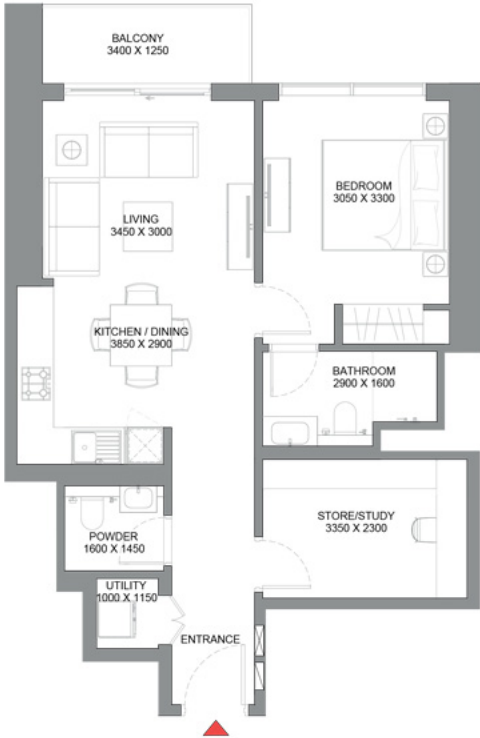 BALCONY
3400 X 1250
BEDROOM
3050 X 3300
LIVING
3450 X 3000
KITCHEN / DINING
3850 X 2900
BATHROOM
2900 X 1600
STORE/STUDY
3350 X 2300
POWDER
1600 X 1450
UTILITY
1000 X 1150
ENTRANCE